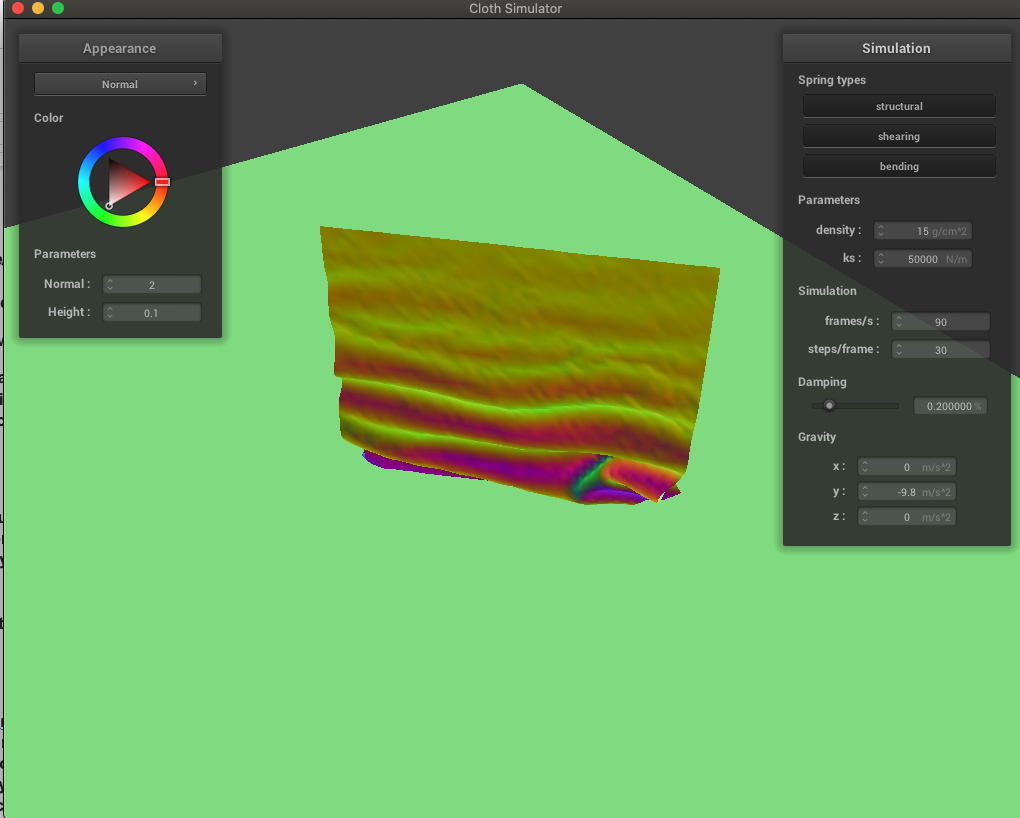 Cloth Simulator
Appearance
Normal
Color
Parameters
Normal : 2
Height : 0.1
Simulation
Spring types
structural
shearing
bending
Parameters
density : 15 g/cm^2
ks : 50000 N/m
Simulation
frames/s : 90
steps/frame : 30
Damping
0.200000 %
Gravity
x : 0 m/s^2
y : -9.8 m/s^2
z : 0 m/s^2